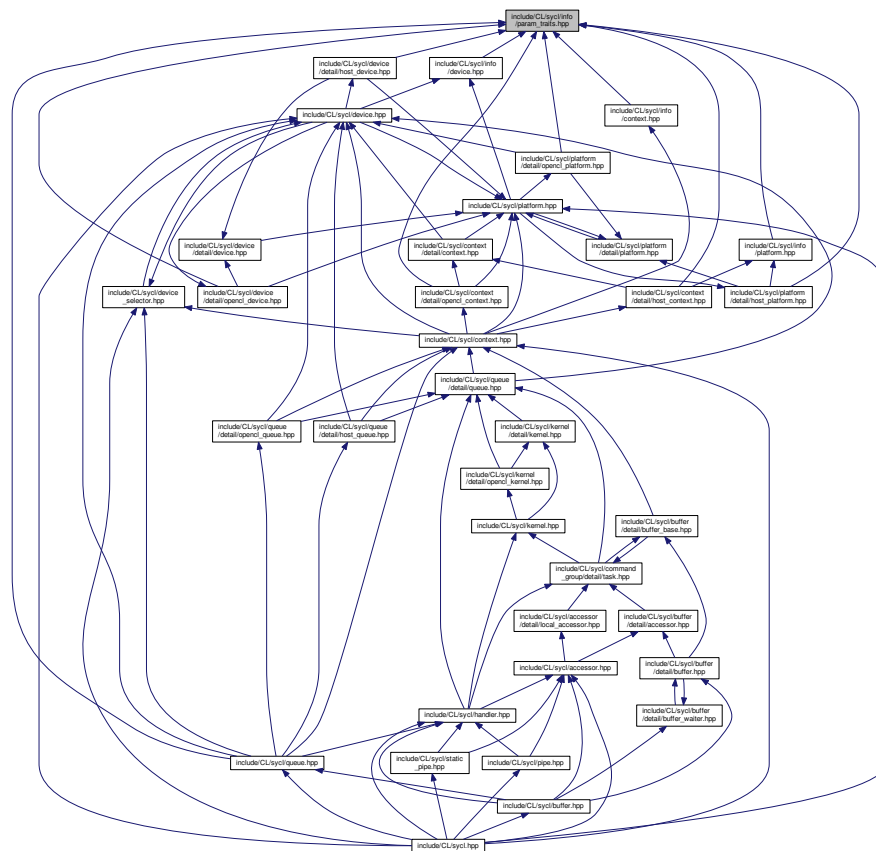 include/CL/sycl/info
/param_traits.hpp
include/CL/sycl/device
/detail/host_device.hpp
include/CL/sycl/info
/device.hpp
include/CL/sycl/device.hpp
include/CL/sycl/info
/context.hpp
include/CL/sycl/platform
/detail/opencl_platform.hpp
include/CL/sycl/platform.hpp
include/CL/sycl/device
/detail/device.hpp
include/CL/sycl/context
/detail/context.hpp
include/CL/sycl/platform
/detail/platform.hpp
include/CL/sycl/info
/platform.hpp
include/CL/sycl/device
_selector.hpp
include/CL/sycl/device
/detail/opencl_device.hpp
include/CL/sycl/context
/detail/opencl_context.hpp
include/CL/sycl/context
/detail/host_context.hpp
include/CL/sycl/platform
/detail/host_platform.hpp
include/CL/sycl/context.hpp
include/CL/sycl/queue
/detail/queue.hpp
include/CL/sycl/queue
/detail/opencl_queue.hpp
include/CL/sycl/queue
/detail/host_queue.hpp
include/CL/sycl/kernel
/detail/kernel.hpp
include/CL/sycl/kernel
/detail/opencl_kernel.hpp
include/CL/sycl/kernel.hpp
include/CL/sycl/buffer
/detail/buffer_base.hpp
include/CL/sycl/command
_group/detail/task.hpp
include/CL/sycl/accessor
/detail/local_accessor.hpp
include/CL/sycl/buffer
/detail/accessor.hpp
include/CL/sycl/accessor.hpp
include/CL/sycl/buffer
/detail/buffer.hpp
include/CL/sycl/handler.hpp
include/CL/sycl/buffer
/detail/buffer_waiter.hpp
include/CL/sycl/queue.hpp
include/CL/sycl/static
_pipe.hpp
include/CL/sycl/pipe.hpp
include/CL/sycl/buffer.hpp
include/CL/sycl.hpp